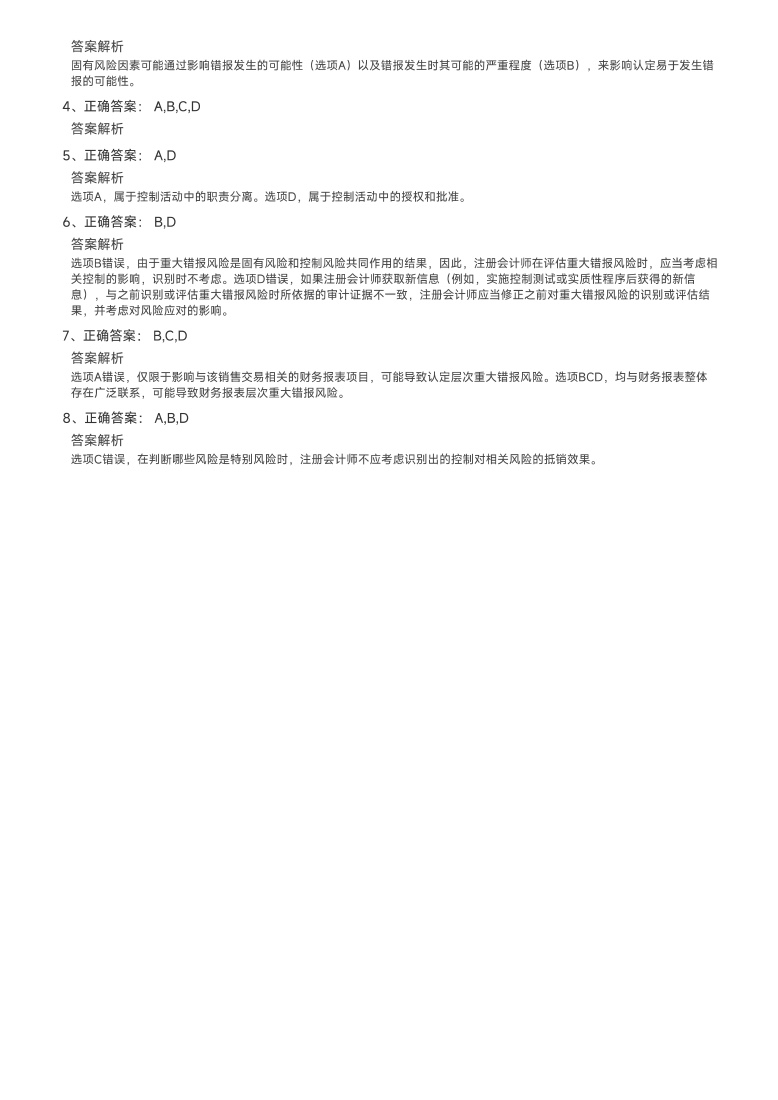 答案解析
固有风险因素可能通过影响错报发生的可能性（选项A）以及错报发生时其可能的严重程度（选项B），来影响认定易于发生错
报的可能性。
4、正确答案： A,B,C,D
答案解析
5、正确答案： A,D
答案解析
选项A，属于控制活动中的职责分离。选项D，属于控制活动中的授权和批准。
6、正确答案： B,D
答案解析
选项B错误，由于重大错报风险是固有风险和控制风险共同作用的结果，因此，注册会计师在评估重大错报风险时，应当考虑相
关控制的影响，识别时不考虑。选项D错误，如果注册会计师获取新信息（例如，实施控制测试或实质性程序后获得的新信
息），与之前识别或评估重大错报风险时所依据的审计证据不一致，注册会计师应当修正之前对重大错报风险的识别或评估结
果，并考虑对风险应对的影响。
7、正确答案： B,C,D
答案解析
选项A错误，仅限于影响与该销售交易相关的财务报表项目，可能导致认定层次重大错报风险。选项BCD，均与财务报表整体
存在广泛联系，可能导致财务报表层次重大错报风险。
8、正确答案： A,B,D
答案解析
选项C错误，在判断哪些风险是特别风险时，注册会计师不应考虑识别出的控制对相关风险的抵销效果。